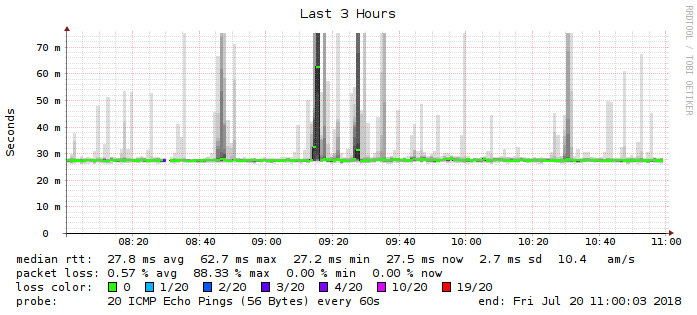 Last 3 Hours
RRDTOOL / TOBI OETIKER
Seconds
70 m
60 m
50 m
40 m
30 m
20 m
10 m
0
08:20 08:40 09:00 09:20 09:40 10:00 10:20 10:40 11:00
median rtt: 27.8 ms avg 62.7 ms max 27.2 ms min 27.5 ms now 2.7 ms sd 10.4 am/s
packet loss: 0.57 % avg 88.33 % max 0.00 % min 0.00 % now
loss color: 0 1/20 2/20 3/20 4/20 10/20 19/20
probe: 20 ICMP Echo Pings (56 Bytes) every 60s end: Fri Jul 20 11:00:03 2018